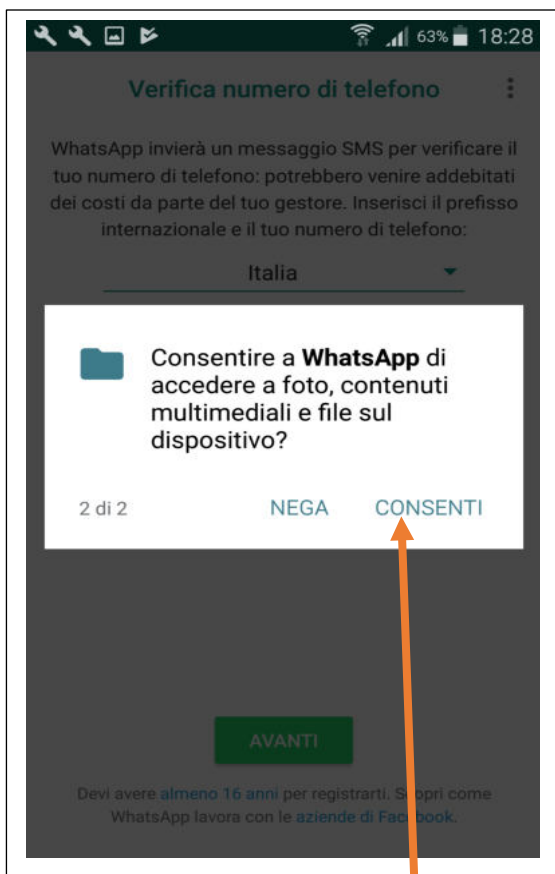 63% 18:28
Verifica numero di telefono
WhatsApp invierà un messaggio SMS per verificare il
tuo numero di telefono: potrebbero venire addebitati
dei costi da parte del tuo gestore. Inserisci il prefisso
internazionale e il tuo numero di telefono:
Italia
Consentire a WhatsApp di
accedere a foto, contenuti
multimediali e file sul
dispositivo?
2 di 2 NEGA CONSENTI
AVANTI
Devi avere almeno 16 anni per registrarti. Scopri come
WhatsApp lavora con le aziende di Facebook.